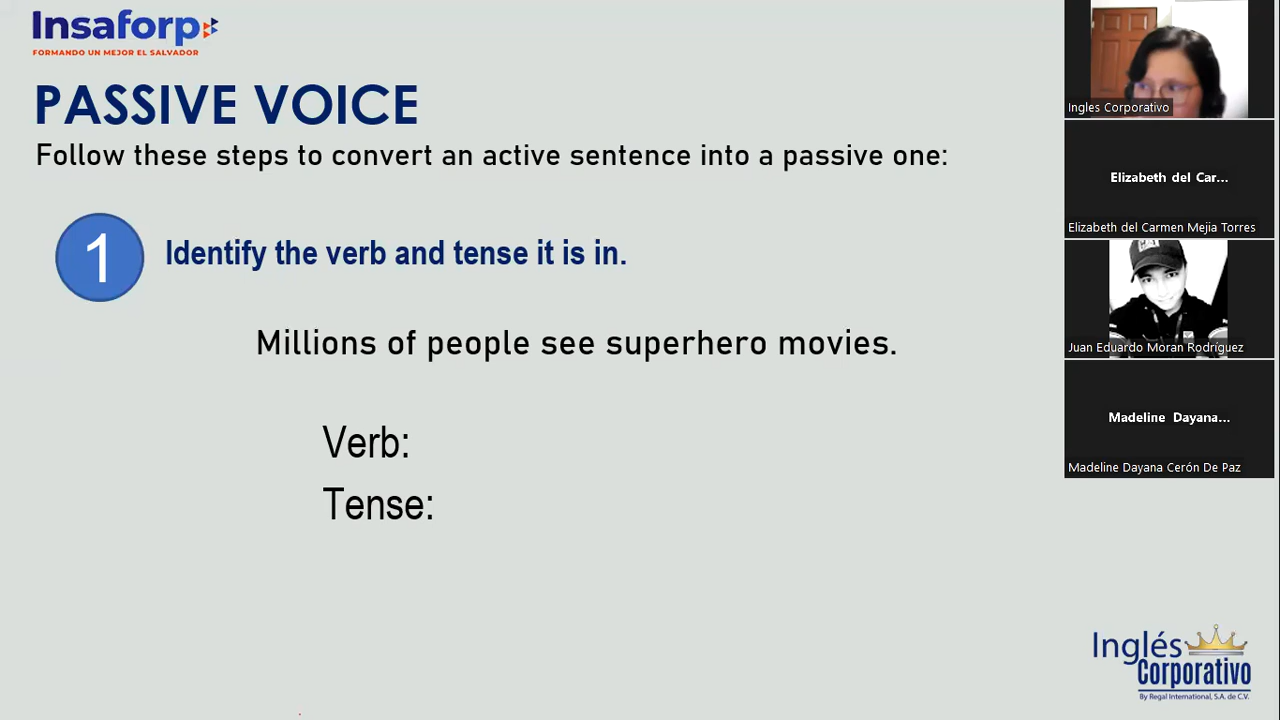 Insaforp
FORMANDO UN MEJOR EL SALVADOR
PASSIVE VOICE
Follow these steps to convert an active sentence into a passive one:
1
Identify the verb and tense it is in.
Millions of people see superhero movies.
Verb:
Tense:
Ingles Corporativo
Elizabeth del Car...
Elizabeth del Carmen Mejia Torres
CAT
Juan Eduardo Moran Rodríguez
Madeline Dayana...
Madeline Dayana Cerón De Paz
Inglés
Corporativo
By Regal International, S.A. de C.V.